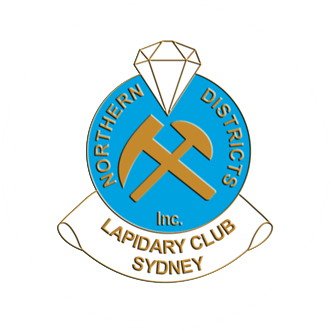 NORTHERN DISTRICTS
Inc.
LAPIDARY CLUB
SYDNEY